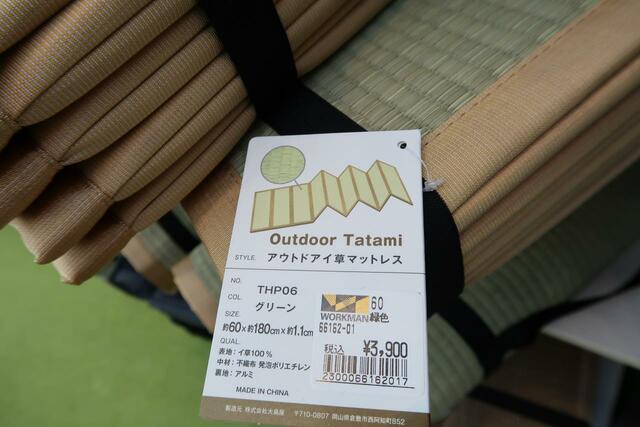 Outdoor Tatami
STYLE. アウトドアイ草マットレス
NO. THP06
COL. グリーン
SIZE. 約60×約180cm×約1.1cm
QUAL.
表地：イ草100%
中材：不織布 発泡ポリエチレン
裏地：アルミ
MADE IN CHINA
製造元 株式会社大島屋 〒710-0807 岡山県倉敷市西阿知町852
WORKMAN
60
緑色
66162-01
税込 ¥3,900
2300066162017